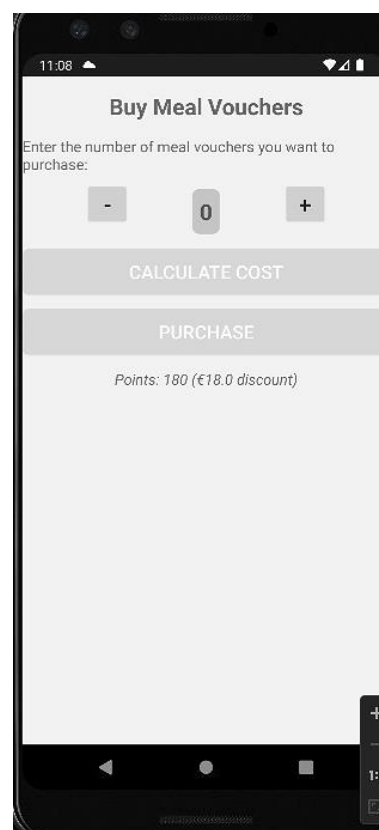 11:08
Buy Meal Vouchers
Enter the number of meal vouchers you want to
purchase:
- 0 +
CALCULATE COST
PURCHASE
Points: 180 (€18.0 discount)
1: